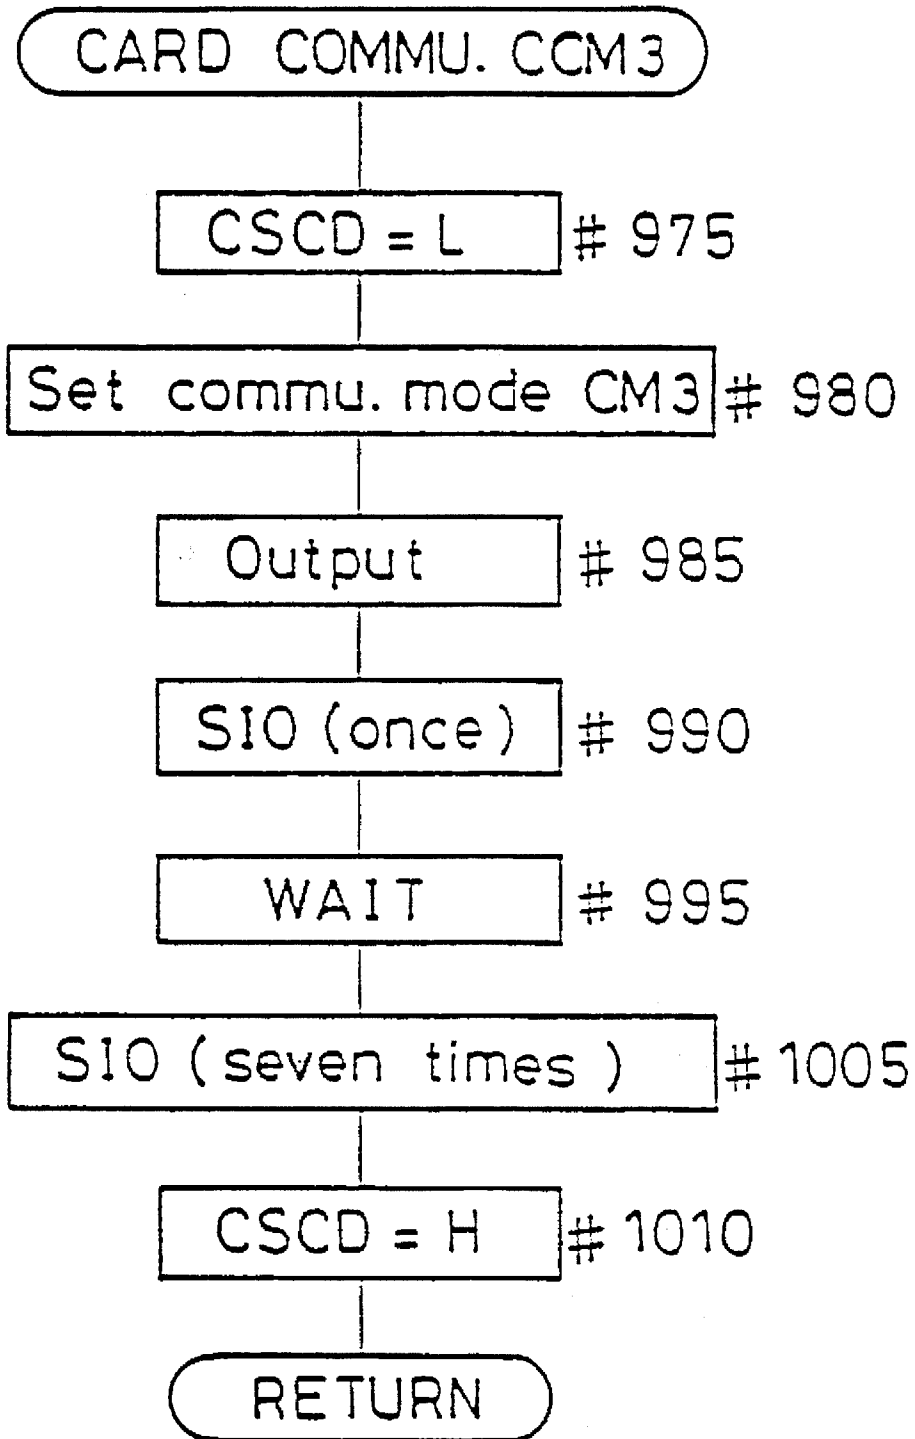 CARD COMMU. CCM3
CSCD = L # 975
Set commu. mode CM3 # 980
Output # 985
SIO (once) # 990
WAIT # 995
SIO (seven times) # 1005
CSCD = H # 1010
RETURN